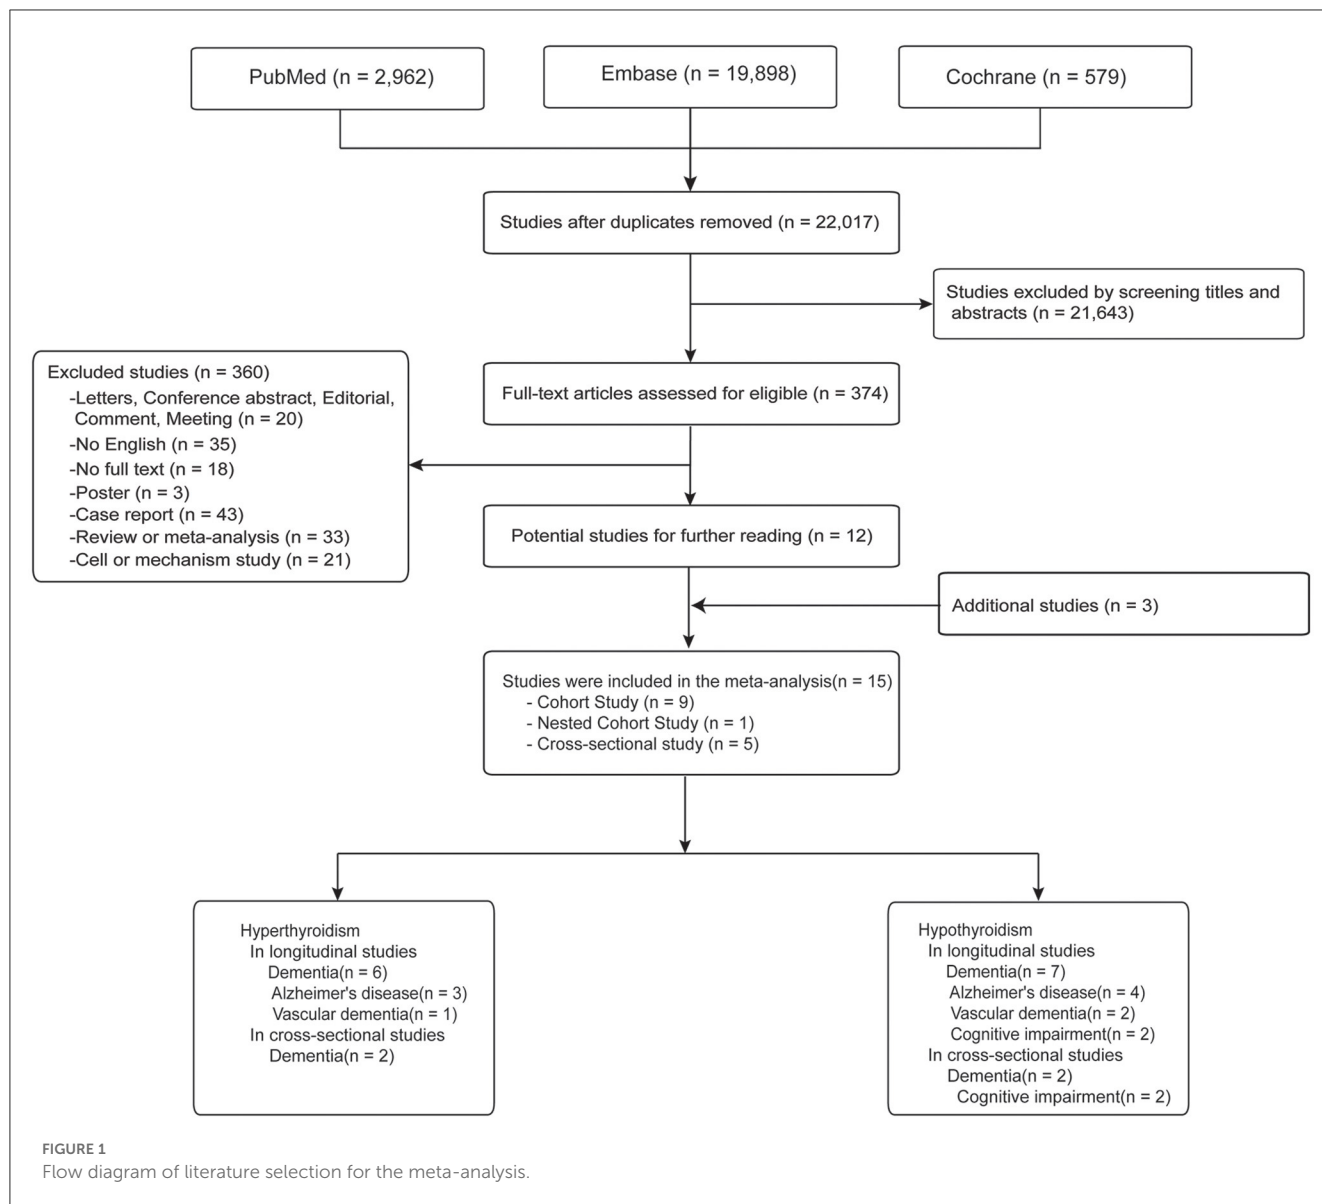 PubMed (n = 2,962)
Embase (n = 19,898)
Cochrane (n = 579)
Studies after duplicates removed (n = 22,017)
Studies excluded by screening titles and
abstracts (n = 21,643)
Full-text articles assessed for eligible (n = 374)
Excluded studies (n = 360)
-Letters, Conference abstract, Editorial,
Comment, Meeting (n = 20)
-No English (n = 35)
-No full text (n = 18)
-Poster (n = 3)
-Case report (n = 43)
-Review or meta-analysis (n = 33)
-Cell or mechanism study (n = 21)
Potential studies for further reading (n = 12)
Additional studies (n = 3)
Studies were included in the meta-analysis(n = 15)
- Cohort Study (n = 9)
- Nested Cohort Study (n = 1)
- Cross-sectional study (n = 5)
Hyperthyroidism
In longitudinal studies
Dementia(n = 6)
Alzheimer's disease(n = 3)
Vascular dementia(n = 1)
In cross-sectional studies
Dementia(n = 2)
Hypothyroidism
In longitudinal studies
Dementia(n = 7)
Alzheimer's disease(n = 4)
Vascular dementia(n = 2)
Cognitive impairment(n = 2)
In cross-sectional studies
Dementia(n = 2)
Cognitive impairment(n = 2)
FIGURE 1
Flow diagram of literature selection for the meta-analysis.